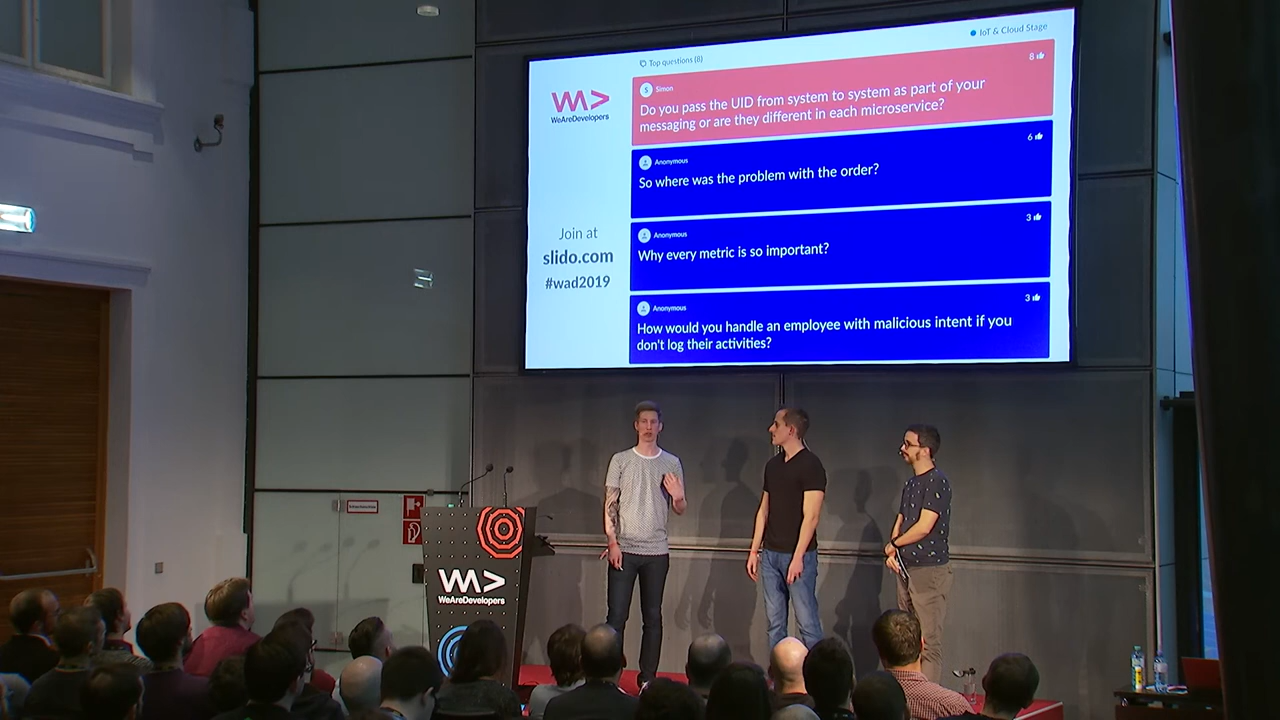 IoT & Cloud Stage
Top questions (8)
WeAreDevelopers
S Simon
8
Do you pass the UID from system to system as part of your
messaging or are they different in each microservice?
Anonymous
6
So where was the problem with the order?
Anonymous
3
Why every metric is so important?
Anonymous
3
How would you handle an employee with malicious intent if you
don't log their activities?
Join at
slido.com
#wad2019
WeAreDevelopers